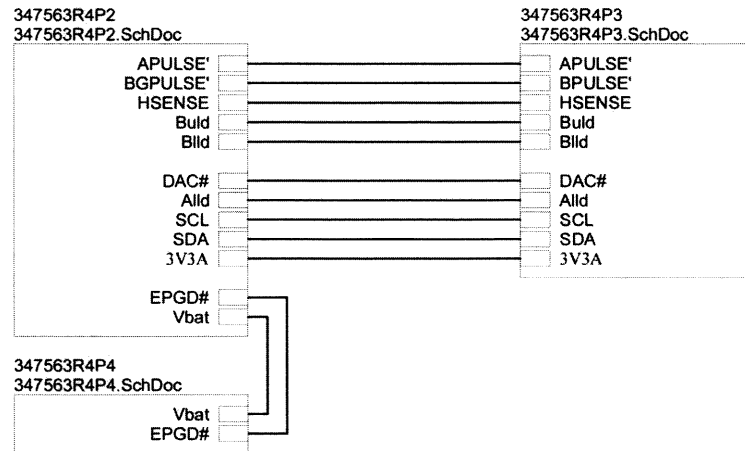 347563R4P2
347563R4P2.SchDoc
APULSE'
BGPULSE'
HSENSE
Buld
Blld
DAC#
Alld
SCL
SDA
3V3A
EPGD#
Vbat
347563R4P3
347563R4P3.SchDoc
APULSE'
BPULSE'
HSENSE
Buld
Blld
DAC#
Alld
SCL
SDA
3V3A
347563R4P4
347563R4P4.SchDoc
Vbat
EPGD#